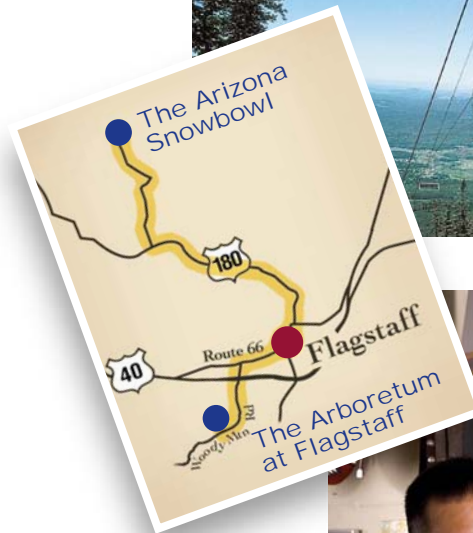 The Arizona
Snowbowl
180
Route 66
Flagstaff
40
Woody Mtn Rd
The Arboretum
at Flagstaff